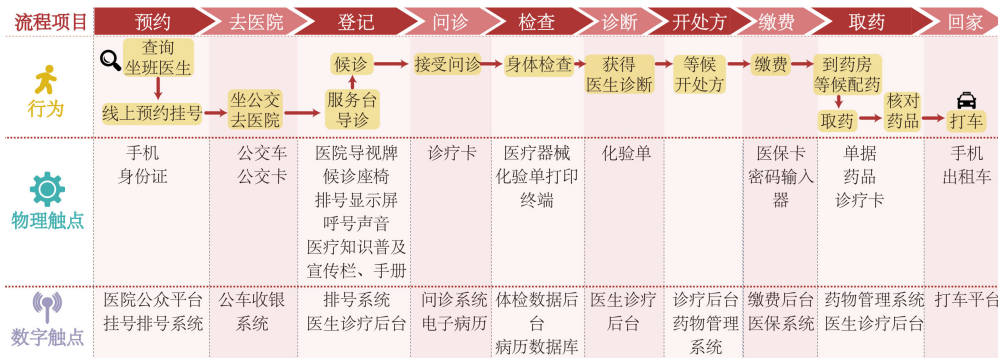 流程项目 预约 去医院 登记 问诊 检查 诊断 开处方 缴费 取药 回家
行为
查询
坐班医生
线上预约挂号
坐公交
去医院
候诊
服务台
导诊
接受问诊
身体检查
获得
医生诊断
等候
开处方
缴费
到药房
等候配药
取药
核对
药品
打车
物理触点
手机
身份证
公交车
公交卡
医院导视牌
候诊座椅
排号显示屏
呼号声音
医疗知识普及
宣传栏、手册
诊疗卡
医疗器械
化验单打印
终端
化验单
医保卡
密码输入
器
单据
药品
诊疗卡
手机
出租车
数字触点
医院公众平台
挂号排号系统
公车收银
系统
排号系统
医生诊疗后台
问诊系统
电子病历
体检数据后
台
病历数据库
医生诊疗
后台
诊疗后台
药物管理
系统
缴费后台
医保系统
药物管理系统
医生诊疗后台
打车平台